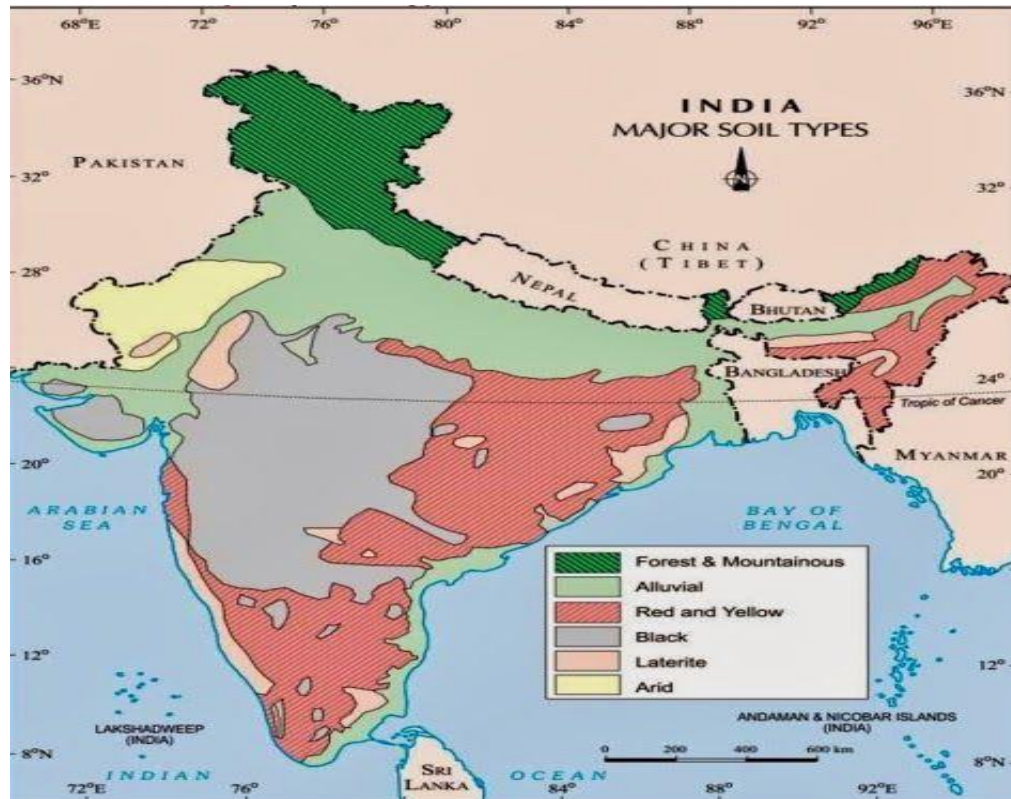 68°E 72° 76° 80° 84° 88° 92° 96°E
36°N 36°N
INDIA
MAJOR SOIL TYPES
N
PAKISTAN
32° 32°
CHINA
(TIBET)
28° 28°
NEPAL
BHUTAN
BANGLADESH
24°
Tropic of Cancer
MYANMAR
20° 20°
ARABIAN
SEA
BAY OF
BENGAL
16° 16°
Forest & Mountainous
Alluvial
Red and Yellow
Black
Laterite
Arid
12° 12°
LAKSHADWEEP
(INDIA)
ANDAMAN & NICOBAR ISLANDS
(INDIA)
0 200 400 600 km
8°N 8°N
INDIAN OCEAN
SRI
LANKA
72°E 76° 84° 88° 92°E